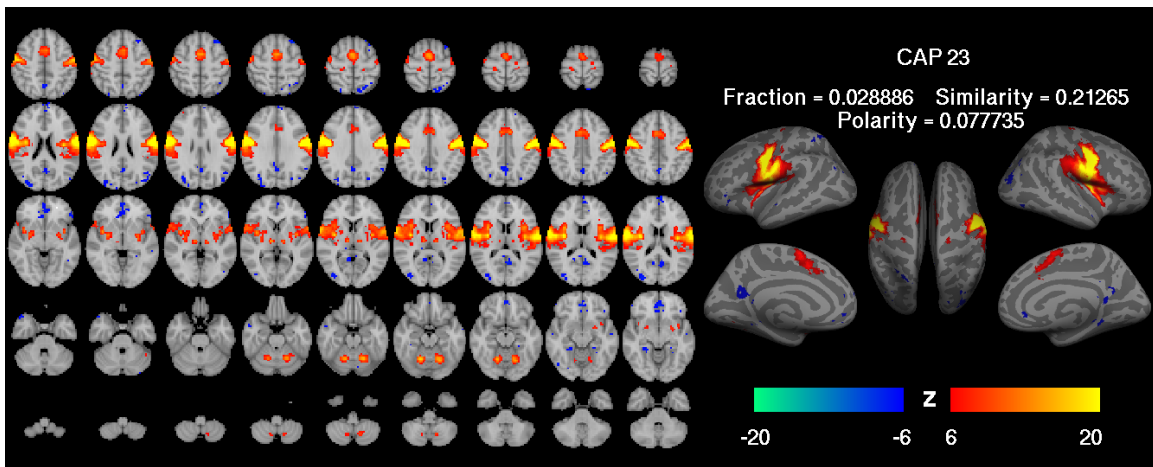 CAP 23
Fraction = 0.028886 Similarity = 0.21265
Polarity = 0.077735
z
-20 -6 6 20